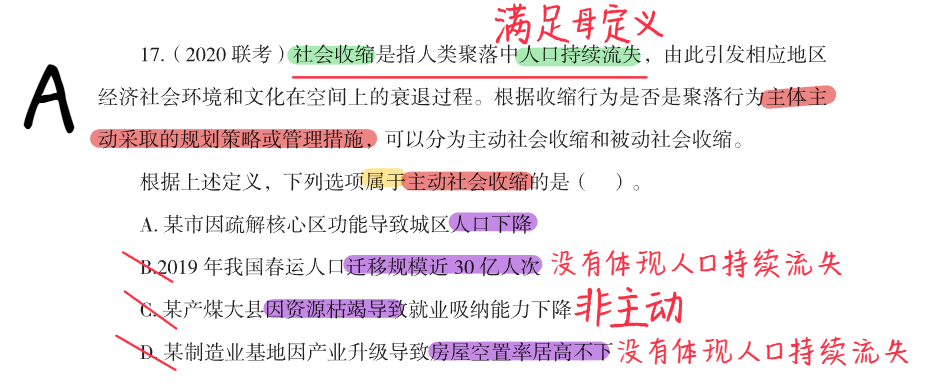 满足母定义
17.（2020 联考）社会收缩是指人类聚落中人口持续流失，由此引发相应地区
A
经济社会环境和文化在空间上的衰退过程。根据收缩行为是否是聚落行为主体主
动采取的规划策略或管理措施，可以分为主动社会收缩和被动社会收缩。
根据上述定义，下列选项属于主动社会收缩的是（　）。
A. 某市因疏解核心区功能导致城区人口下降
B.2019 年我国春运人口迁移规模近 30 亿人次 没有体现人口持续流失
C. 某产煤大县因资源枯竭导致就业吸纳能力下降 非主动
D. 某制造业基地因产业升级导致房屋空置率居高不下 没有体现人口持续流失